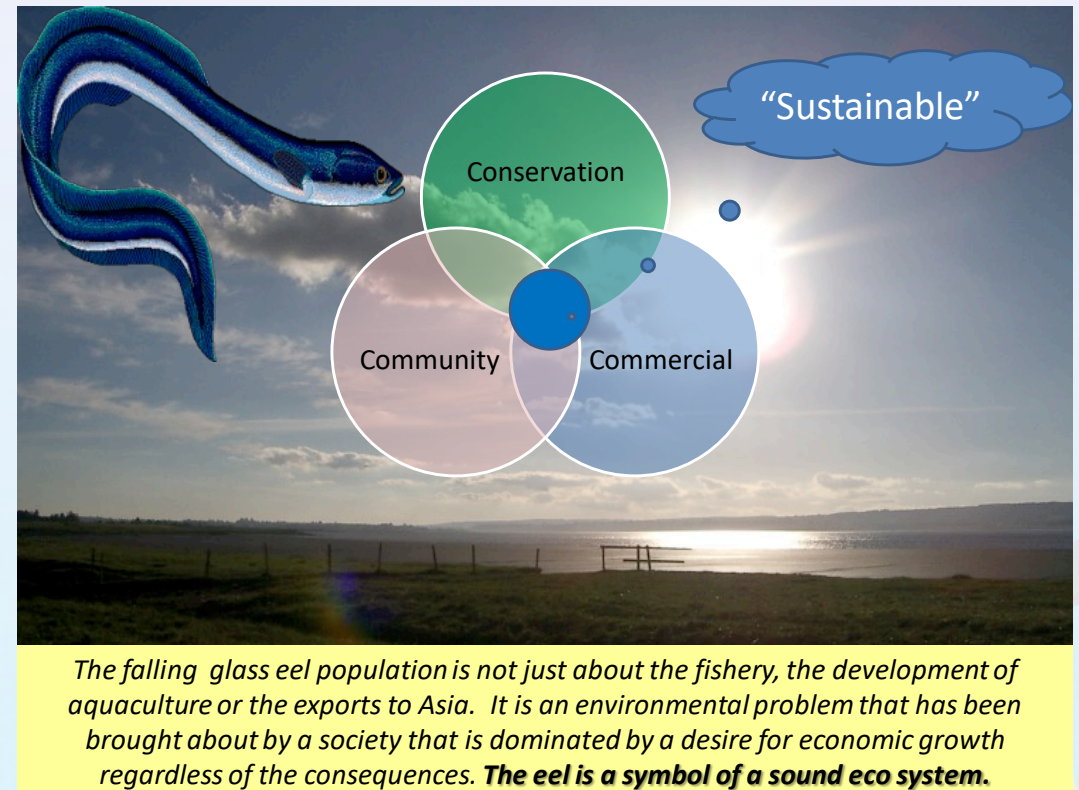 “Sustainable”
Conservation
Community
Commercial
The falling glass eel population is not just about the fishery, the development of
aquaculture or the exports to Asia. It is an environmental problem that has been
brought about by a society that is dominated by a desire for economic growth
regardless of the consequences. The eel is a symbol of a sound eco system.